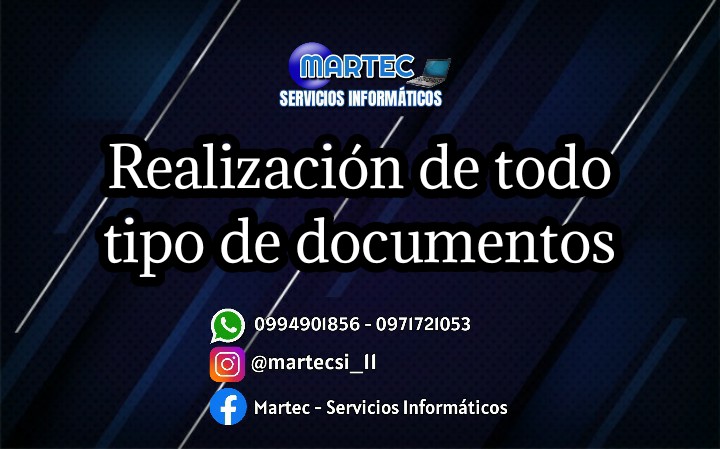 MARTEC
SERVICIOS INFORMÁTICOS
Realización de todo
tipo de documentos
0994901856 - 0971721053
@martecsi_11
Martec - Servicios Informáticos